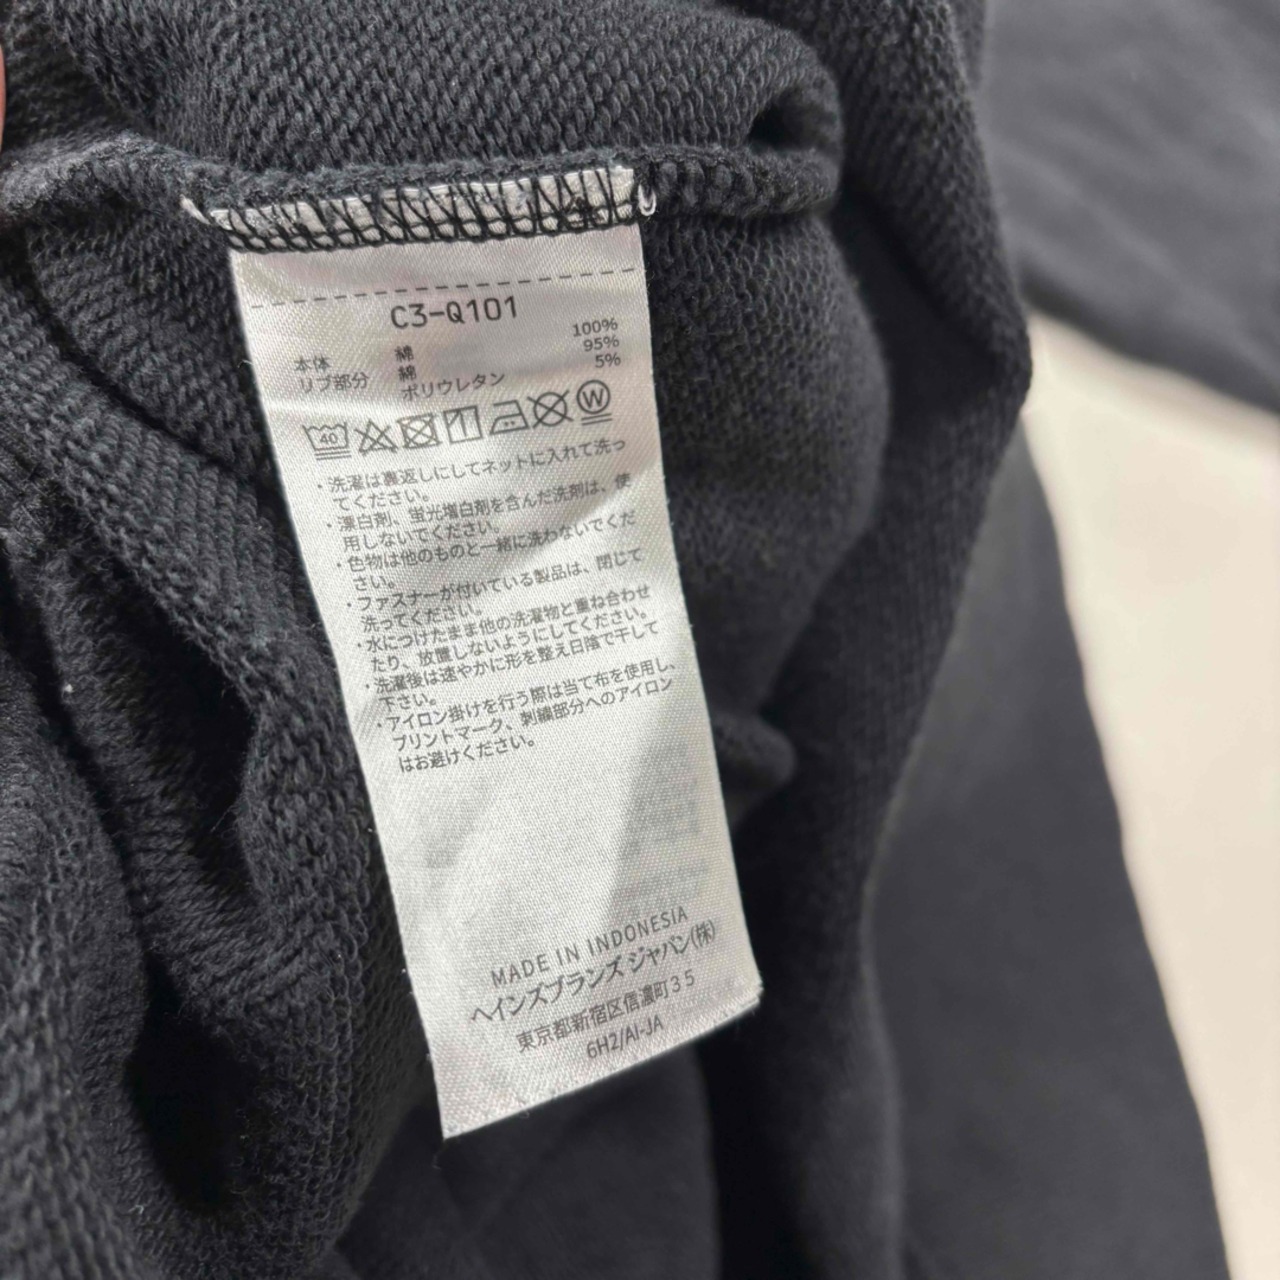 C3-Q101
本体 綿 100%
リブ部分 綿 95%
ポリウレタン 5%
40 W
・洗濯は裏返しにしてネットに入れて洗っ
てください。
・漂白剤、蛍光増白剤を含んだ洗剤は、使
用しないでください。
・色物は他のものと一緒に洗わないでくだ
さい。
・ファスナーが付いている製品は、閉じて
洗ってください。
・水につけたまま他の洗濯物と重ね合わせ
たり、放置しないようにしてください。
・洗濯後は速やかに形を整え日陰で干して
下さい。
・アイロン掛けを行う際は当て布を使用し、
プリントマーク、刺繍部分へのアイロン
はお避けください。
MADE IN INDONESIA
ヘインズブランズ ジャパン(株)
東京都新宿区信濃町35
6H2/AI-JA